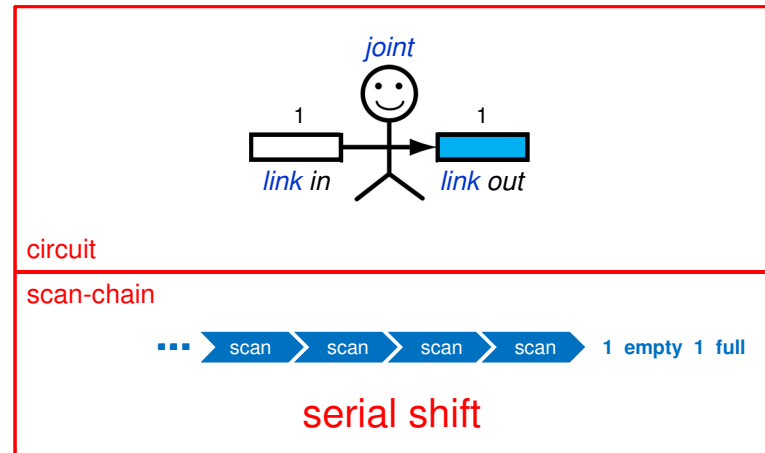 joint
1 1
link in link out
circuit
scan-chain
scan scan scan scan 1 empty 1 full
serial shift